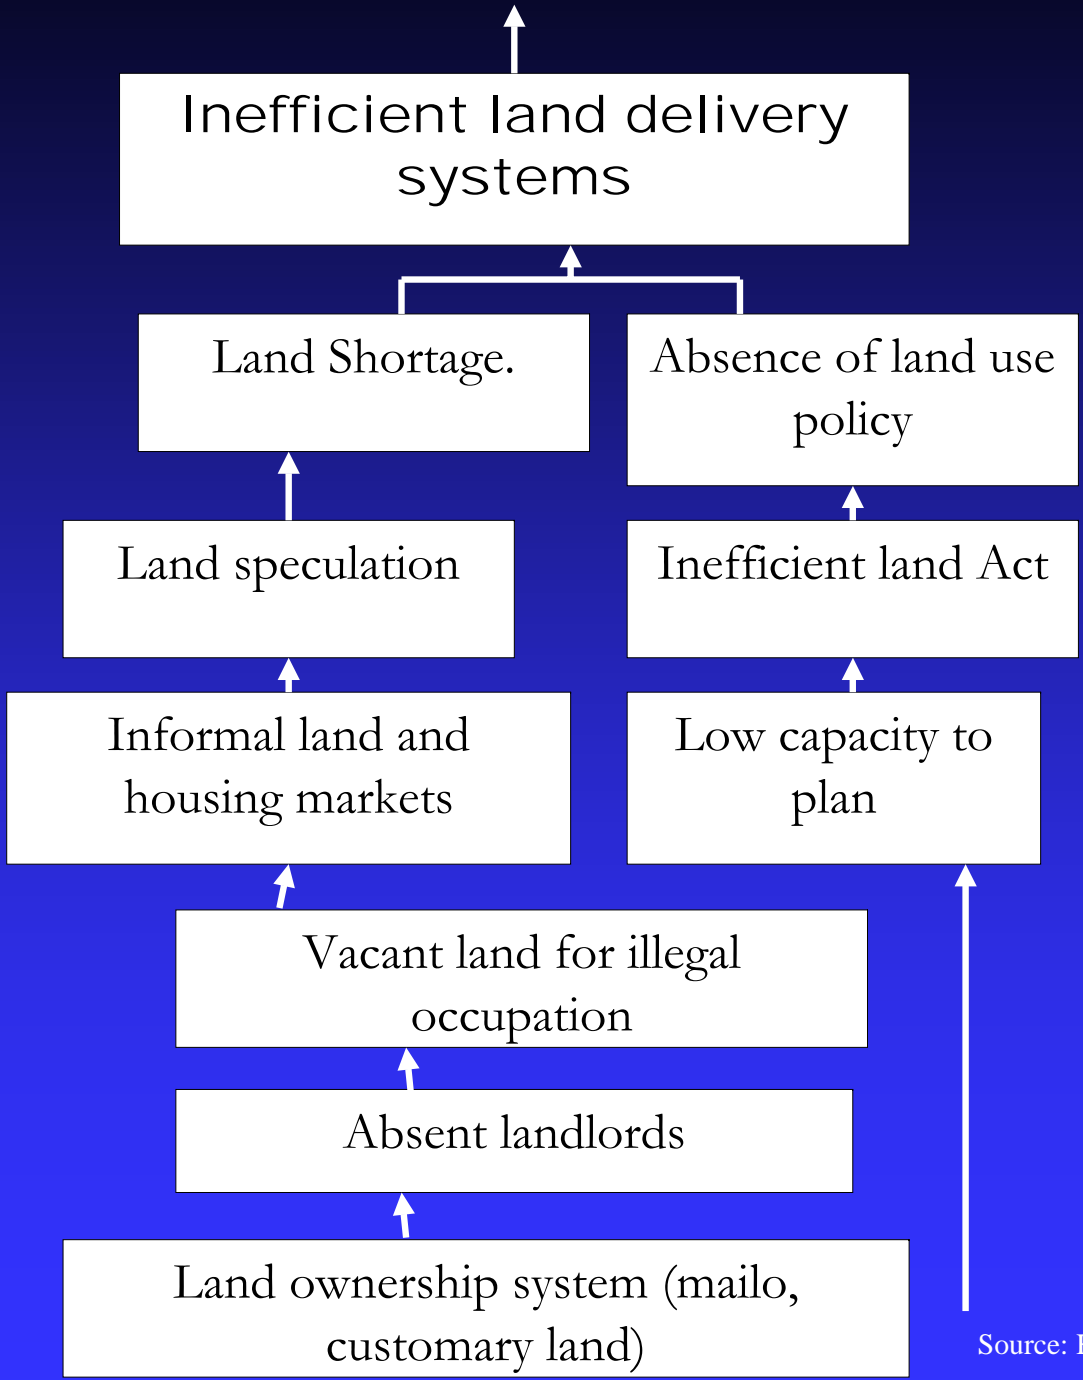 Inefficient land delivery
systems
Land Shortage.
Absence of land use
policy
Land speculation
Inefficient land Act
Informal land and
housing markets
Low capacity to
plan
Vacant land for illegal
occupation
Absent landlords
Land ownership system (mailo,
customary land)
Source: